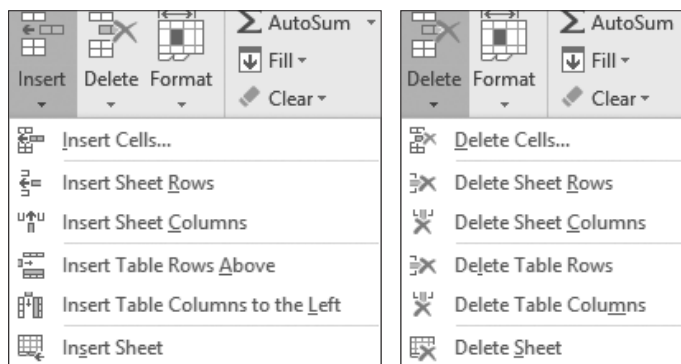 AutoSum
Fill
Clear
Insert Delete Format
Insert Cells...
Insert Sheet Rows
Insert Sheet Columns
Insert Table Rows Above
Insert Table Columns to the Left
Insert Sheet
AutoSum
Fill
Clear
Delete Format
Delete Cells...
Delete Sheet Rows
Delete Sheet Columns
Delete Table Rows
Delete Table Columns
Delete Sheet